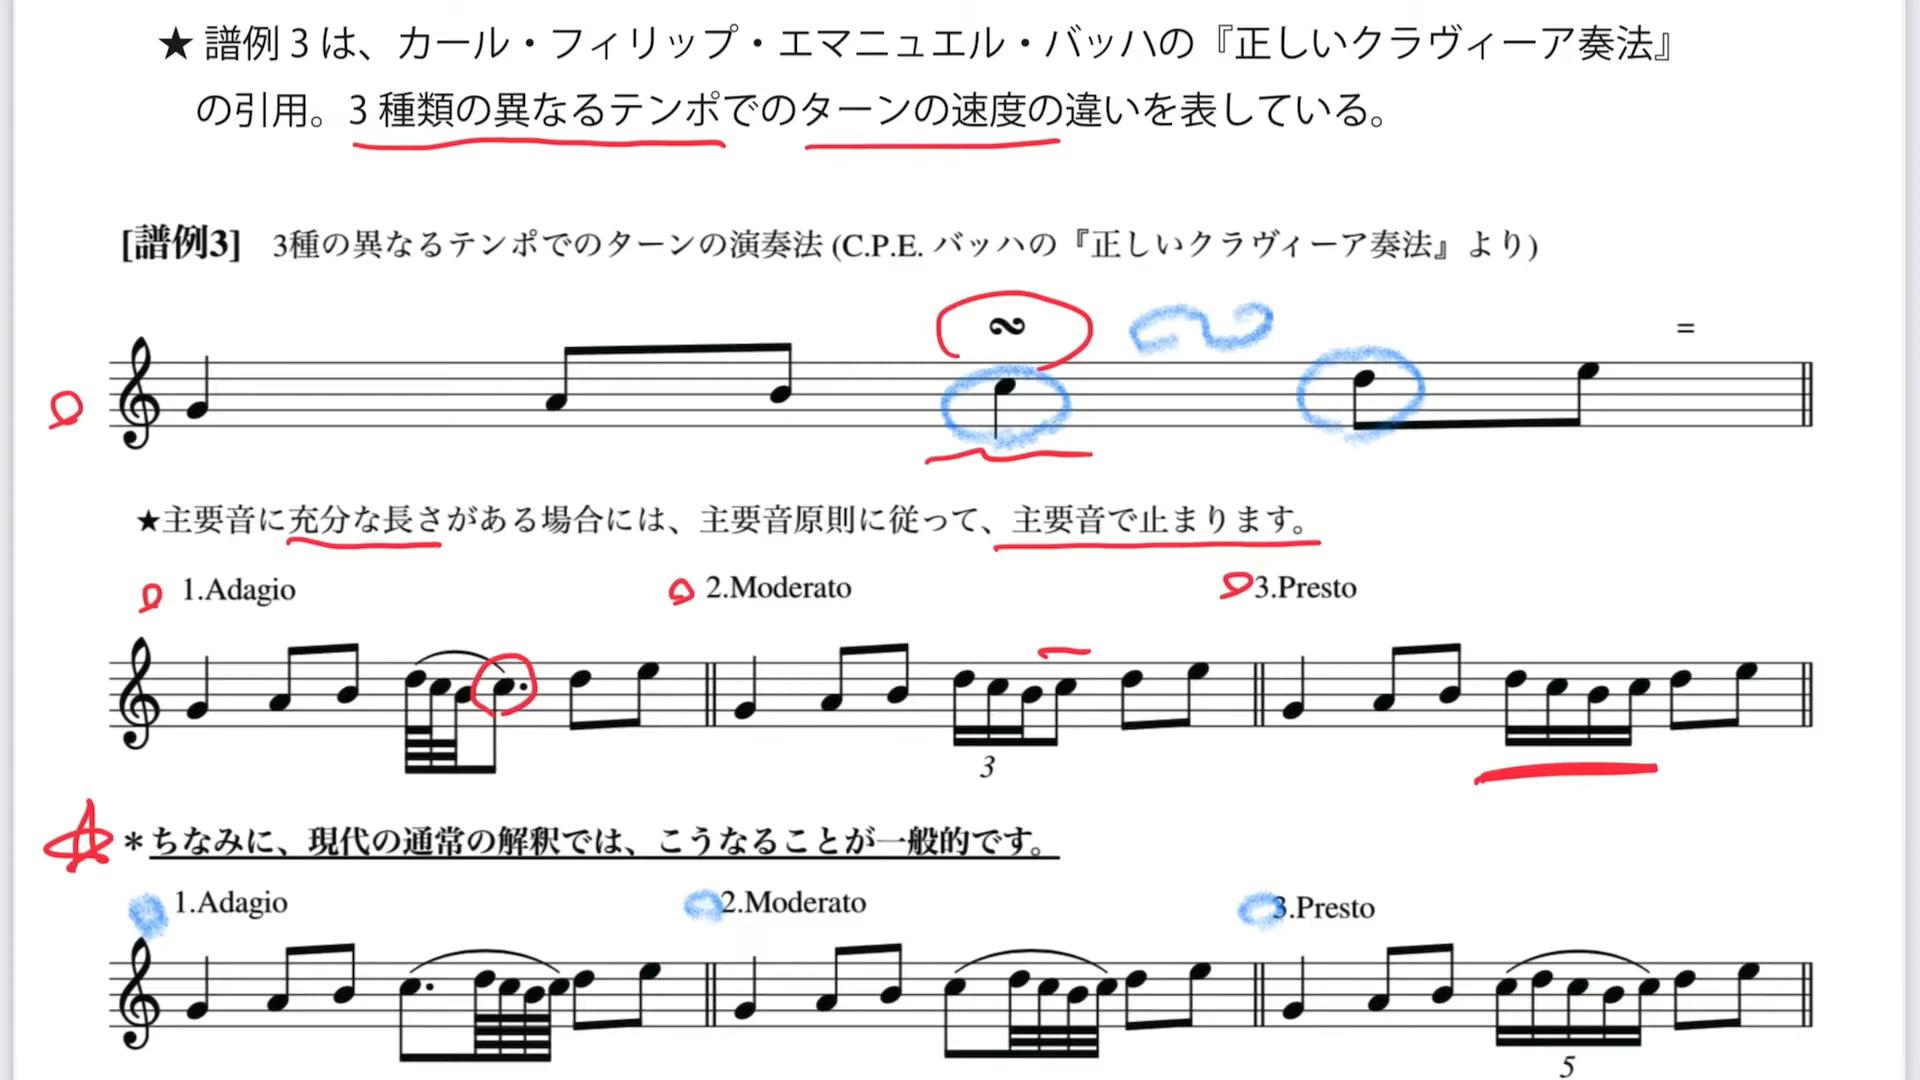 ★ 譜例 3 は、カール・フィリップ・エマニュエル・バッハの『正しいクラヴィーア奏法』
の引用。3 種類の異なるテンポでのターンの速度の違いを表している。
[譜例3] 3種の異なるテンポでのターンの演奏法 (C.P.E. バッハの『正しいクラヴィーア奏法』より)
=
★主要音に充分な長さがある場合には、主要音原則に従って、主要音で止まります。
1.Adagio 2.Moderato 3.Presto
3
＊ちなみに、現代の通常の解釈では、こうなることが一般的です。
1.Adagio 2.Moderato 3.Presto
5